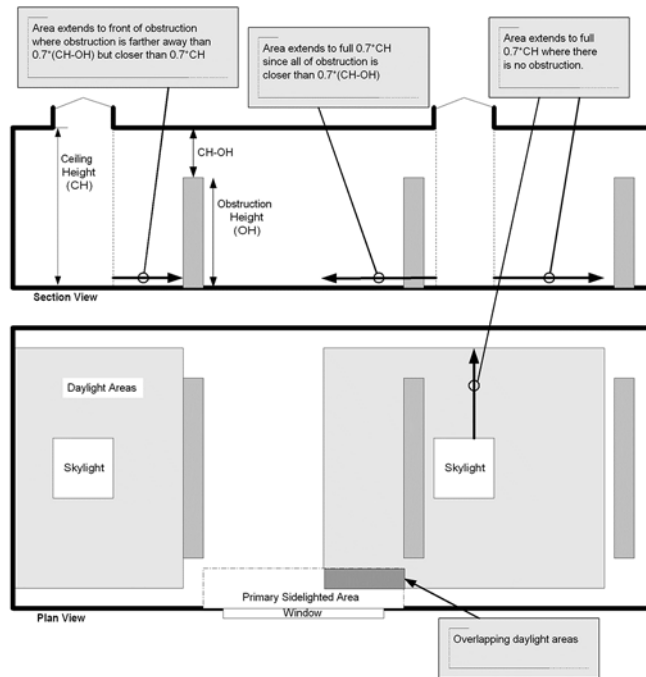 Area extends to front of obstruction
where obstruction is farther away than
0.7*(CH-OH) but closer than 0.7*CH
Area extends to full 0.7*CH
since all of obstruction is
closer than 0.7*(CH-OH)
Area extends to full
0.7*CH where there
is no obstruction.
Ceiling
Height
(CH)
CH-OH
Obstruction
Height
(OH)
Section View
Daylight Areas
Skylight
Skylight
Primary Sidelighted Area
Window
Plan View
Overlapping daylight areas